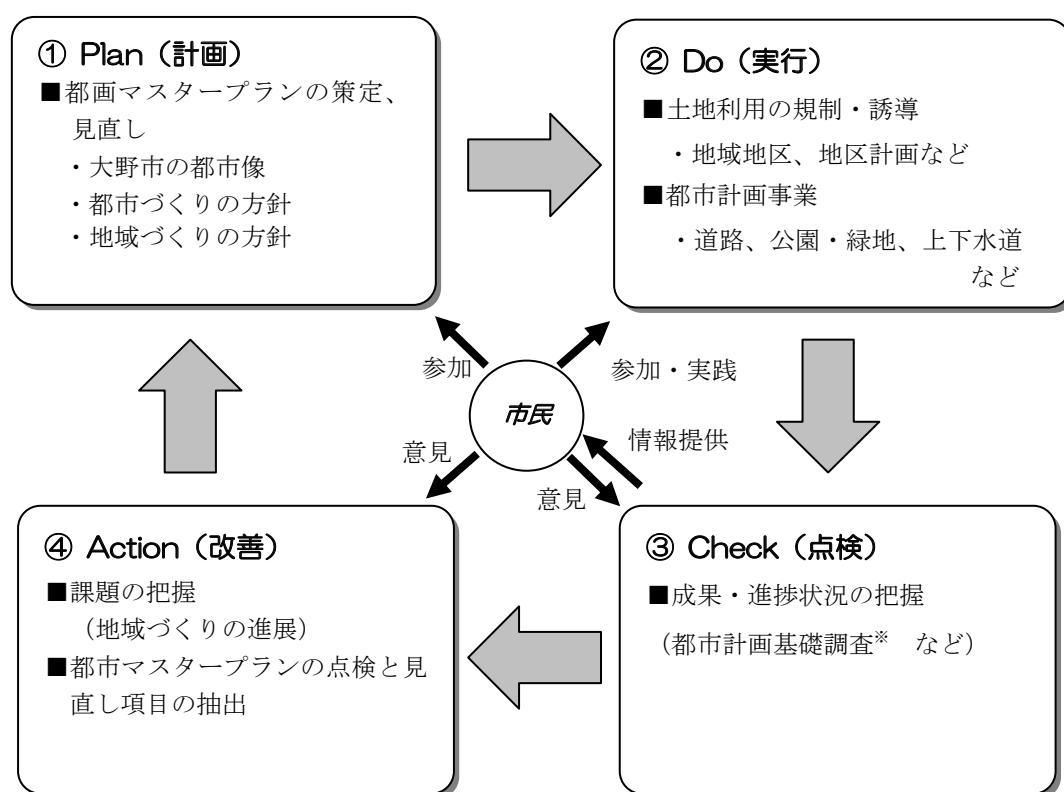 ① Plan（計画）
■都画マスタープランの策定、
見直し
・大野市の都市像
・都市づくりの方針
・地域づくりの方針
② Do（実行）
■土地利用の規制・誘導
・地域地区、地区計画など
■都市計画事業
・道路、公園・緑地、上下水道
など
参加
参加・実践
市民
意見
情報提供
意見
④ Action（改善）
■課題の把握
（地域づくりの進展）
■都市マスタープランの点検と見
直し項目の抽出
③ Check（点検）
■成果・進捗状況の把握
（都市計画基礎調査※　など）